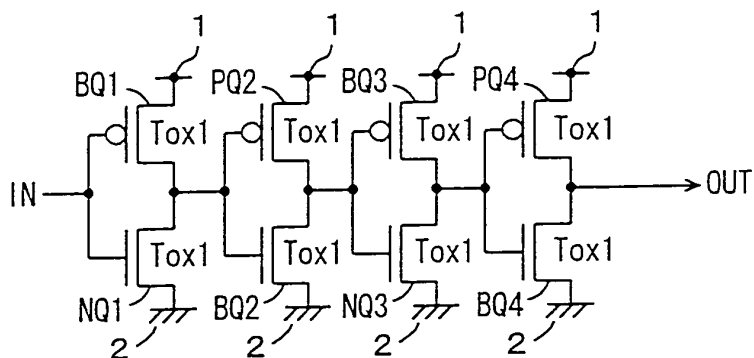 1 1 1 1
BQ1 PQ2 BQ3 PQ4
Tox1 Tox1 Tox1 Tox1
IN OUT
Tox1 Tox1 Tox1 Tox1
NQ1 BQ2 NQ3 BQ4
2 2 2 2